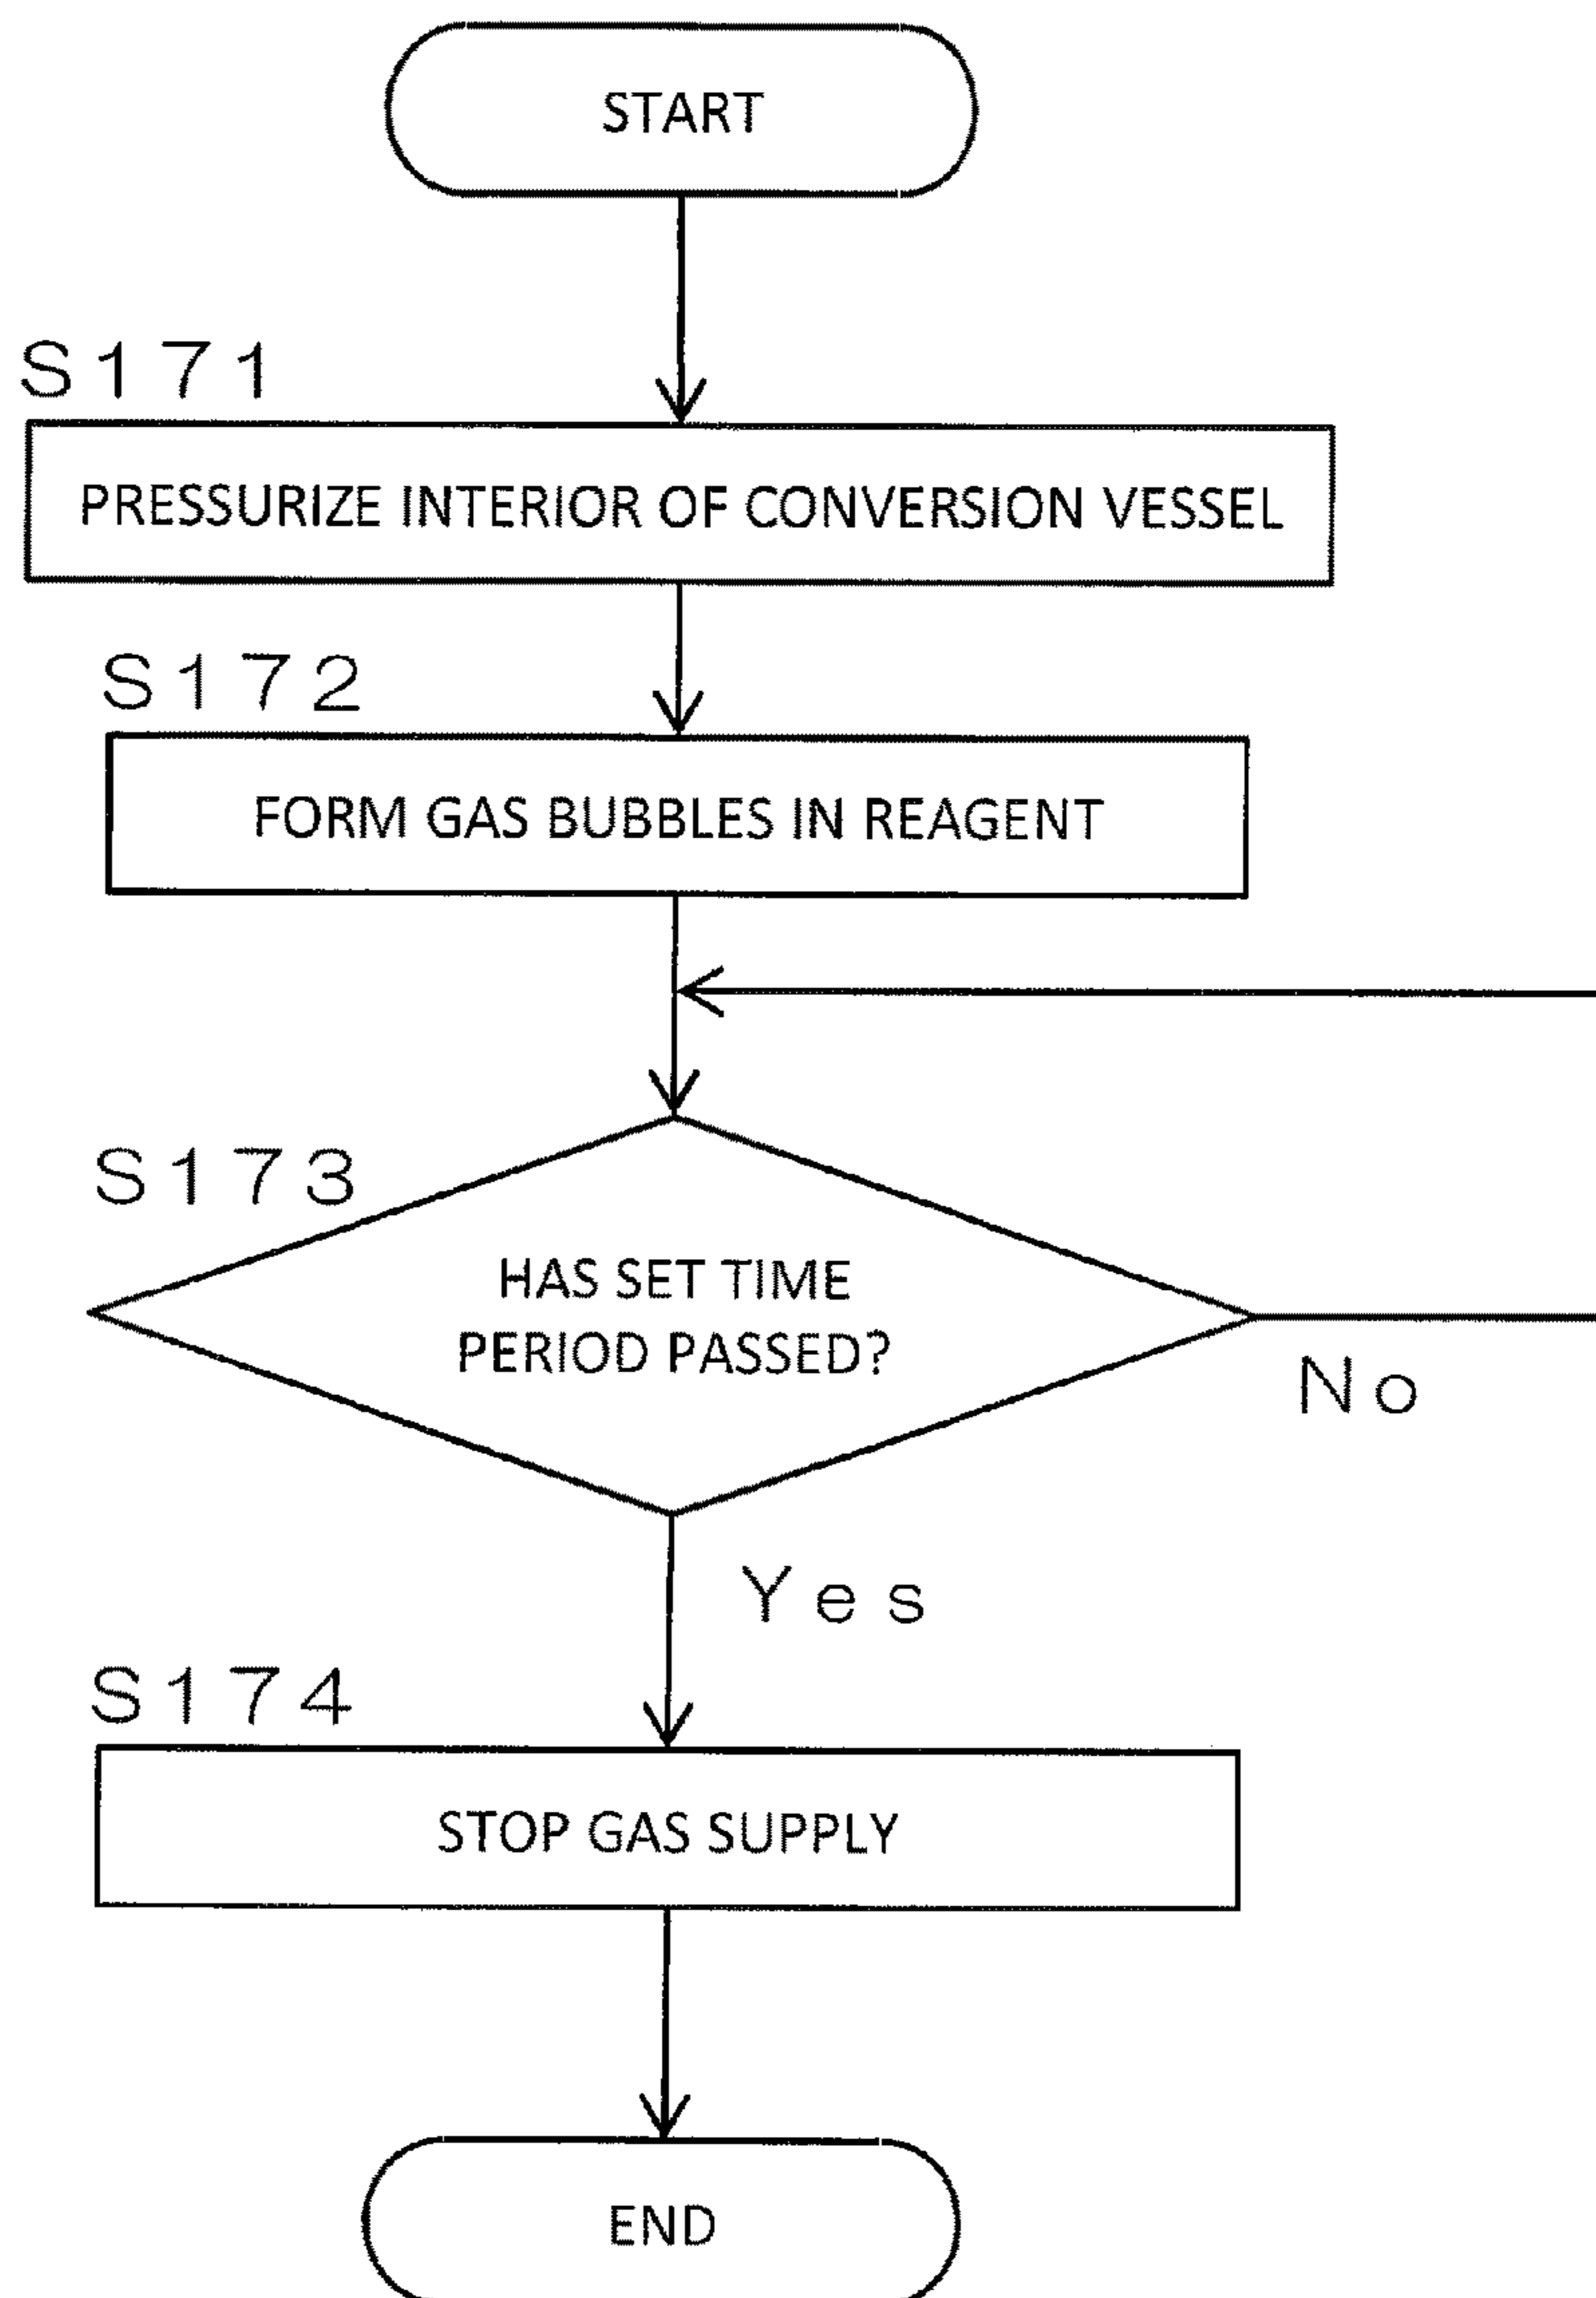 START
S171
PRESSURIZE INTERIOR OF CONVERSION VESSEL
S172
FORM GAS BUBBLES IN REAGENT
S173
HAS SET TIME
PERIOD PASSED?
No
Yes
S174
STOP GAS SUPPLY
END